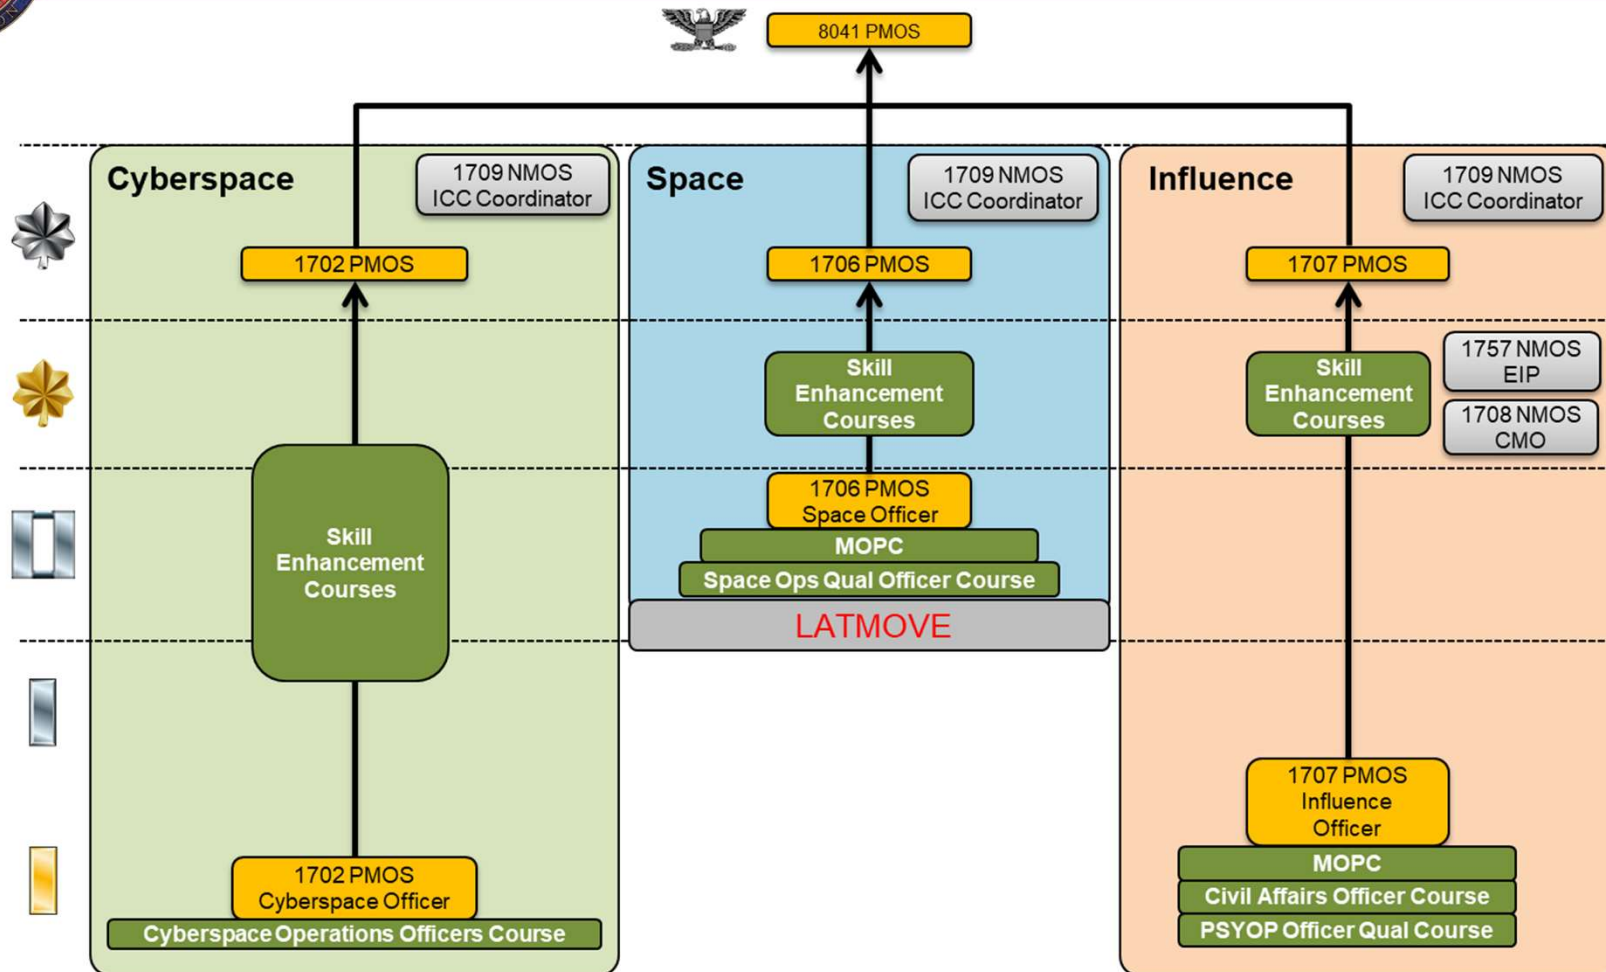 ON
8041 PMOS
Cyberspace
1709 NMOS
ICC Coordinator
1702 PMOS
Skill
Enhancement
Courses
1702 PMOS
Cyberspace Officer
Cyberspace Operations Officers Course
Space
1709 NMOS
ICC Coordinator
1706 PMOS
Skill
Enhancement
Courses
1706 PMOS
Space Officer
MOPC
Space Ops Qual Officer Course
LATMOVE
Influence
1709 NMOS
ICC Coordinator
1707 PMOS
Skill
Enhancement
Courses
1757 NMOS
EIP
1708 NMOS
CMO
1707 PMOS
Influence
Officer
MOPC
Civil Affairs Officer Course
PSYOP Officer Qual Course